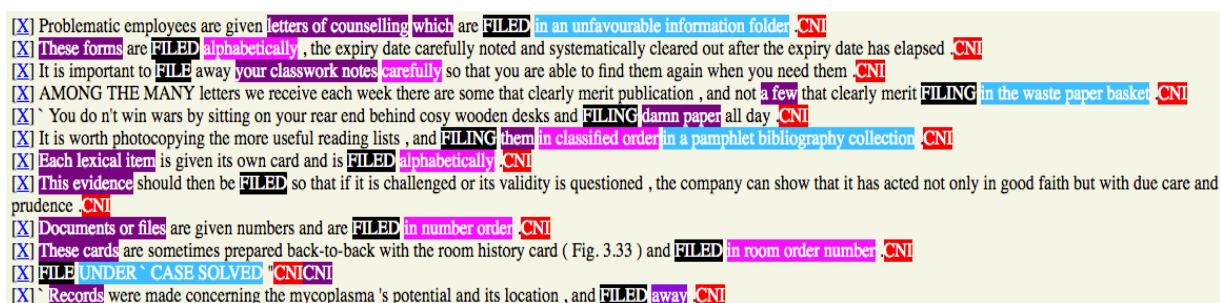 [X] Problematic employees are given letters of counselling which are FILED in an unfavourable information folder .CNI
[X] These forms are FILED alphabetically , the expiry date carefully noted and systematically cleared out after the expiry date has elapsed .CNI
[X] It is important to FILE away your classwork notes carefully so that you are able to find them again when you need them .CNI
[X] AMONG THE MANY letters we receive each week there are some that clearly merit publication , and not a few that clearly merit FILING in the waste paper basket .CNI
[X] ` You do n't win wars by sitting on your rear end behind cosy wooden desks and FILING damn paper all day .CNI
[X] It is worth photocopying the more useful reading lists , and FILING them in classified order in a pamphlet bibliography collection .CNI
[X] Each lexical item is given its own card and is FILED alphabetically .CNI
[X] This evidence should then be FILED so that if it is challenged or its validity is questioned , the company can show that it has acted not only in good faith but with due care and
prudence .CNI
[X] Documents or files are given numbers and are FILED in number order .CNI
[X] These cards are sometimes prepared back-to-back with the room history card ( Fig. 3.33 ) and FILED in room order number .CNI
[X] FILE UNDER ` CASE SOLVED "CNICNI
[X] ` Records were made concerning the mycoplasma 's potential and its location , and FILED away .CNI